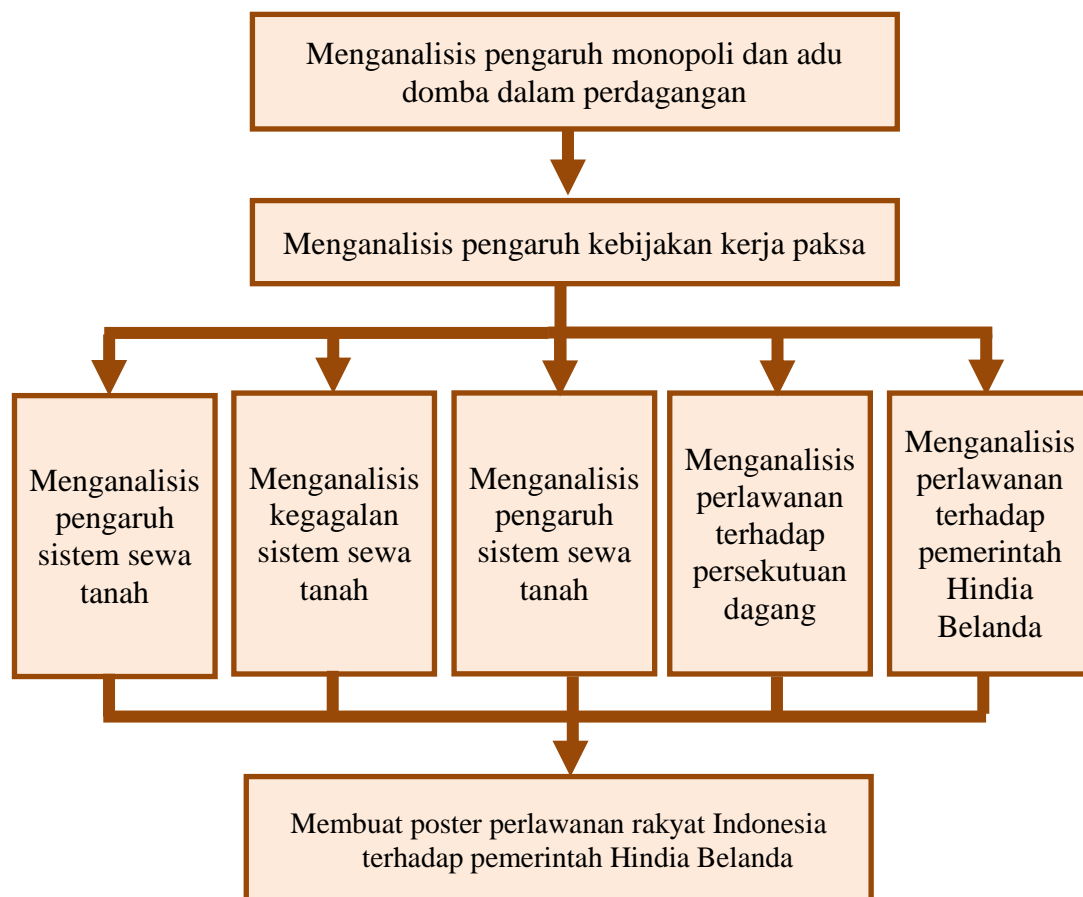 Menganalisis pengaruh monopoli dan adu
domba dalam perdagangan
Menganalisis pengaruh kebijakan kerja paksa
Menganalisis
pengaruh
sistem sewa
tanah
Menganalisis
kegagalan
sistem sewa
tanah
Menganalisis
pengaruh
sistem sewa
tanah
Menganalisis
perlawanan
terhadap
persekutuan
dagang
Menganalisis
perlawanan
terhadap
pemerintah
Hindia
Belanda
Membuat poster perlawanan rakyat Indonesia
terhadap pemerintah Hindia Belanda